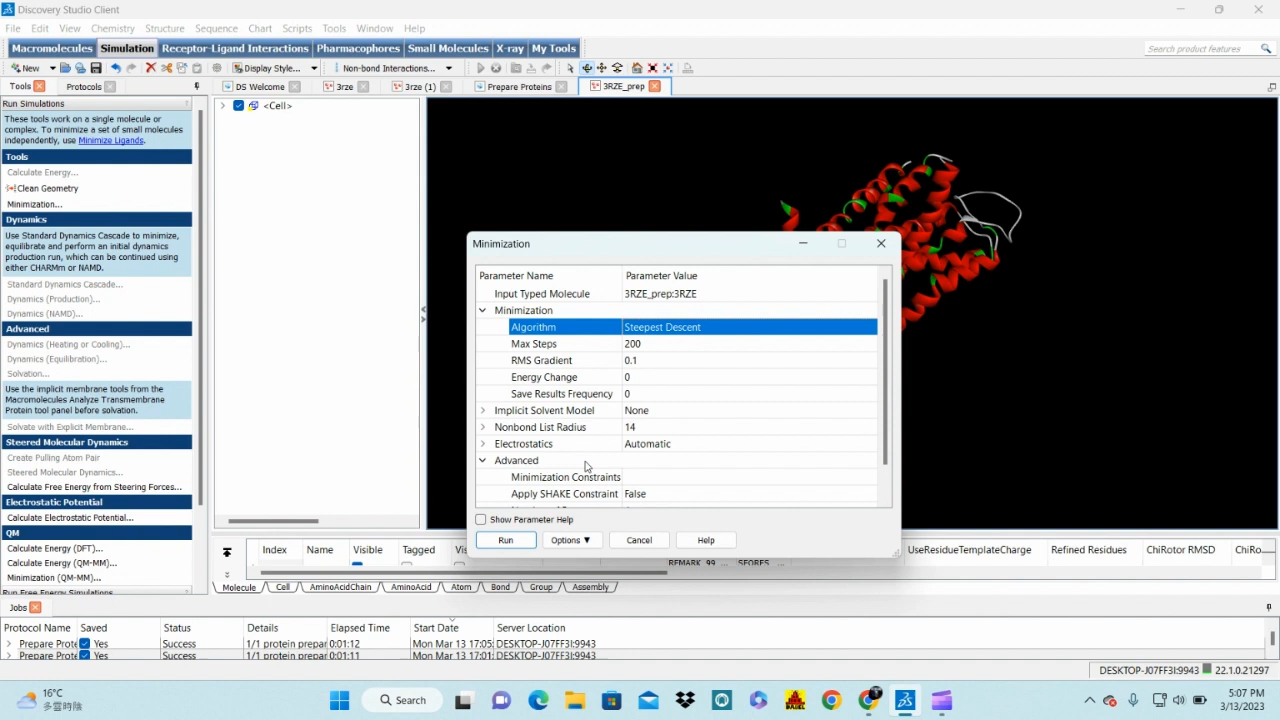 Discovery Studio Client
File Edit View Chemistry Structure Sequence Chart Scripts Tools Window Help
Macromolecules Simulation Receptor-Ligand Interactions Pharmacophores Small Molecules X-ray My Tools
Search product features
New Display Style... Non-bond Interactions...
Tools Protocols
DS Welcome 3rze 3rze (1) Prepare Proteins 3RZE_prep
Run Simulations
These tools work on a single molecule or
complex. To minimize a set of small molecules
independently, use Minimize Ligands.
Tools
Calculate Energy...
Clean Geometry
Minimization...
Dynamics
Use Standard Dynamics Cascade to minimize,
equilibrate and perform an initial dynamics
production run, which can be continued using
either CHARMm or NAMD.
Standard Dynamics Cascade...
Dynamics (Production)...
Dynamics (NAMD)...
Advanced
Dynamics (Heating or Cooling)...
Dynamics (Equilibration)...
Solvation...
Use the implicit membrane tools from the
Macromolecules Analyze Transmembrane
Protein tool panel before solvation.
Solvate with Explicit Membrane...
Steered Molecular Dynamics
Create Pulling Atom Pair
Steered Molecular Dynamics...
Calculate Free Energy from Steering Forces...
Electrostatic Potential
Calculate Electrostatic Potential...
QM
Calculate Energy (DFT)...
Calculate Energy (QM-MM)...
Minimization (QM-MM)...
Run Free Energy Simulations
<Cell>
Minimization
Parameter Name Parameter Value
Input Typed Molecule 3RZE_prep:3RZE
Minimization
Algorithm Steepest Descent
Max Steps 200
RMS Gradient 0.1
Energy Change 0
Save Results Frequency 0
Implicit Solvent Model None
Nonbond List Radius 14
Electrostatics Automatic
Advanced
Minimization Constraints
Apply SHAKE Constraint False
Show Parameter Help
Run Options ▼ Cancel Help
Index Name Visible Tagged Vis UseResidueTemplateCharge Refined Residues ChiRotor RMSD ChiRo...
REMARK 99 ... SEQRES ...
Molecule Cell AminoAcidChain AminoAcid Atom Bond Group Assembly
Jobs
Protocol Name Saved Status Details Elapsed Time Start Date Server Location
Prepare Prote Yes Success 1/1 protein prepar 0:01:12 Mon Mar 13 17:05: DESKTOP-J07FF3I:9943
Prepare Prote Yes Success 1/1 protein prepar 0:01:11 Mon Mar 13 17:01: DESKTOP-J07FF3I:9943
DESKTOP-J07FF3I:9943 22.1.0.21297
16°C
多雲時陰
Search
5:07 PM
3/13/2023